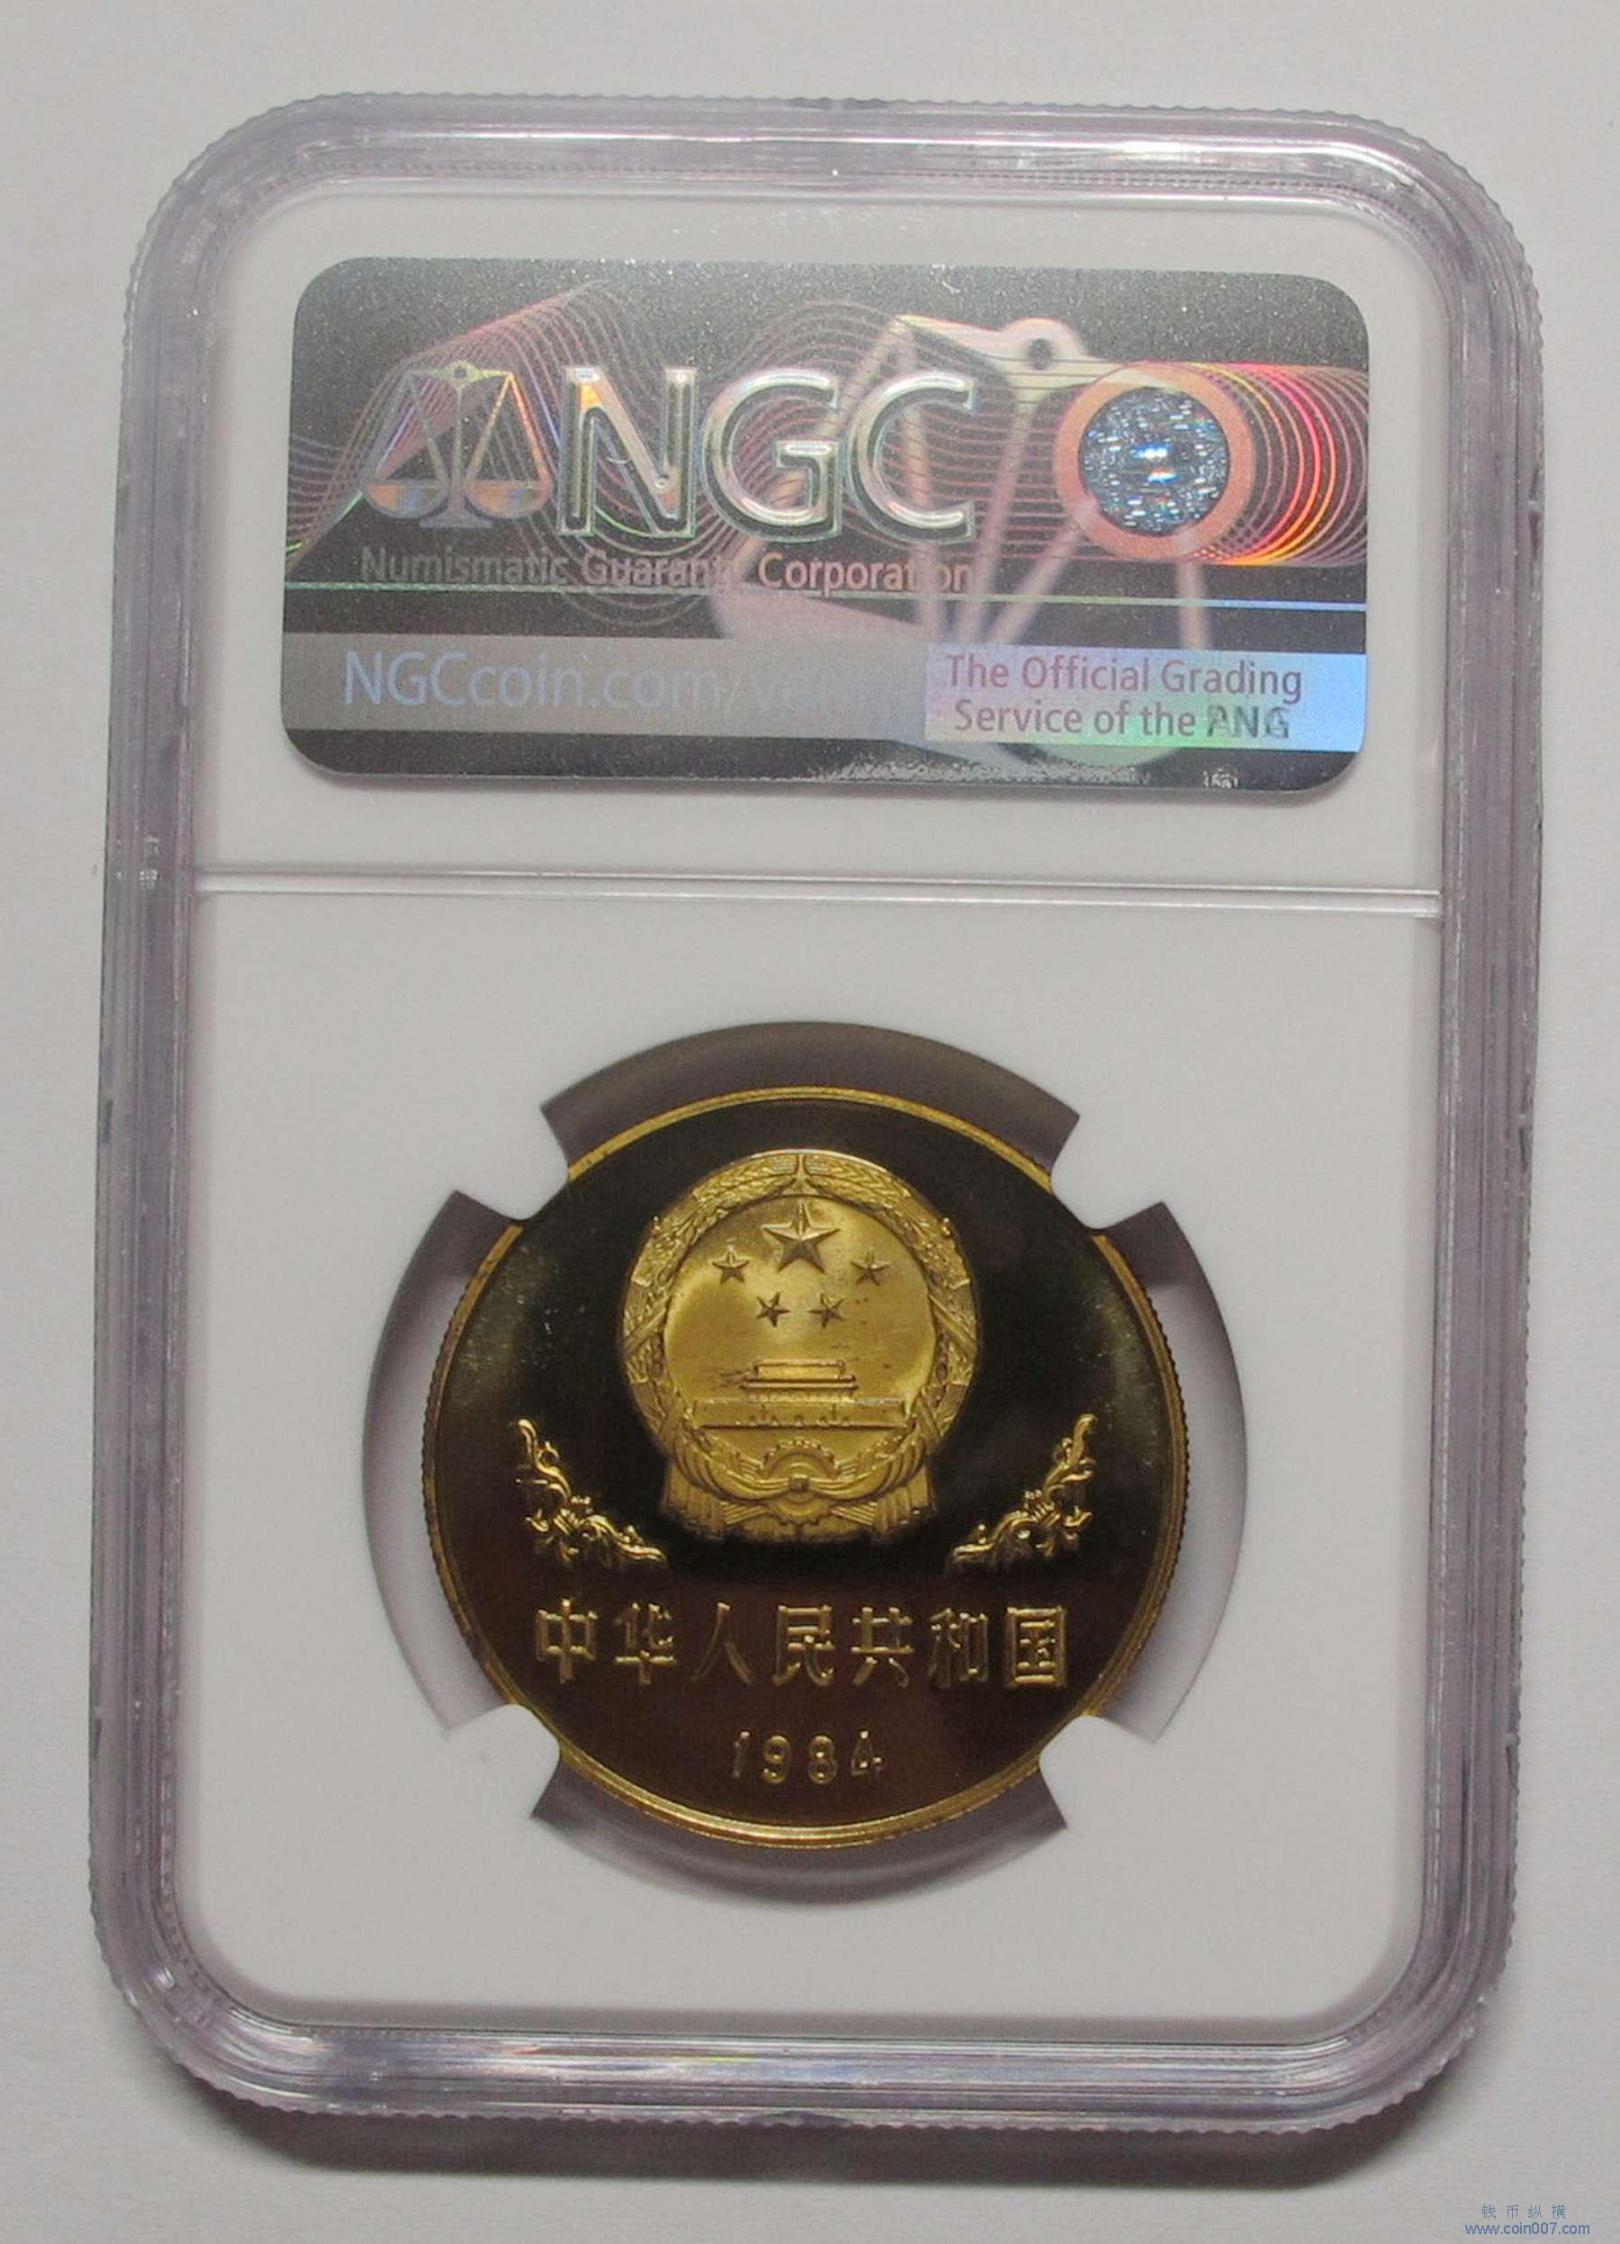 NGC
Numismatic Guaranty Corporation
NGCcoin.com/
The Official Grading
Service of the ANG
中华人民共和国
1984
钱币纵横
www.coin007.com